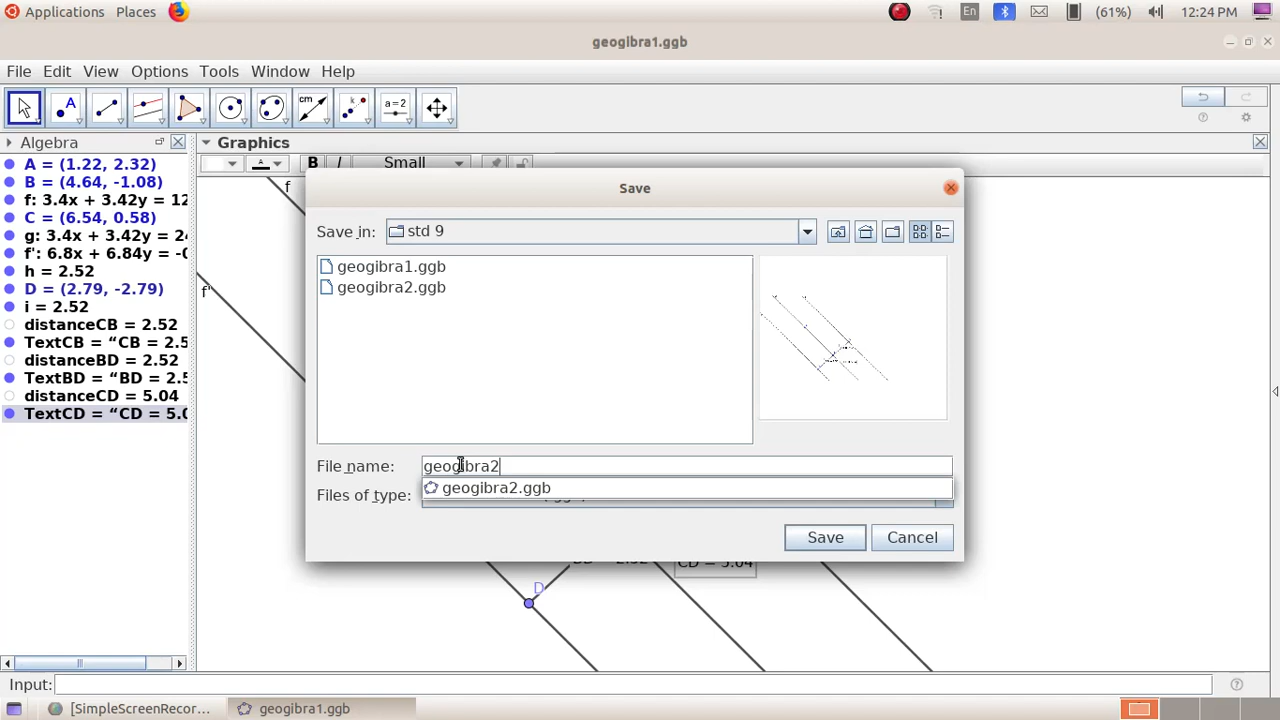 Applications Places En (61%) 12:24 PM
geogibra1.ggb
File Edit View Options Tools Window Help
A cm a=2
Algebra Graphics
A B I Small
A = (1.22, 2.32)
B = (4.64, -1.08)
f: 3.4x + 3.42y = 12
C = (6.54, 0.58)
g: 3.4x + 3.42y = 24
f': 6.8x + 6.84y = -0
h = 2.52
D = (2.79, -2.79)
i = 2.52
distanceCB = 2.52
TextCB = “CB = 2.5
distanceBD = 2.52
TextBD = “BD = 2.5
distanceCD = 5.04
TextCD = “CD = 5.0
f
f'
Save
Save in: std 9
geogibra1.ggb
geogibra2.ggb
File name: geogibra2
geogibra2.ggb
Files of type:
Save Cancel
CD = 5.04
D
Input:
[SimpleScreenRecor... geogibra1.ggb